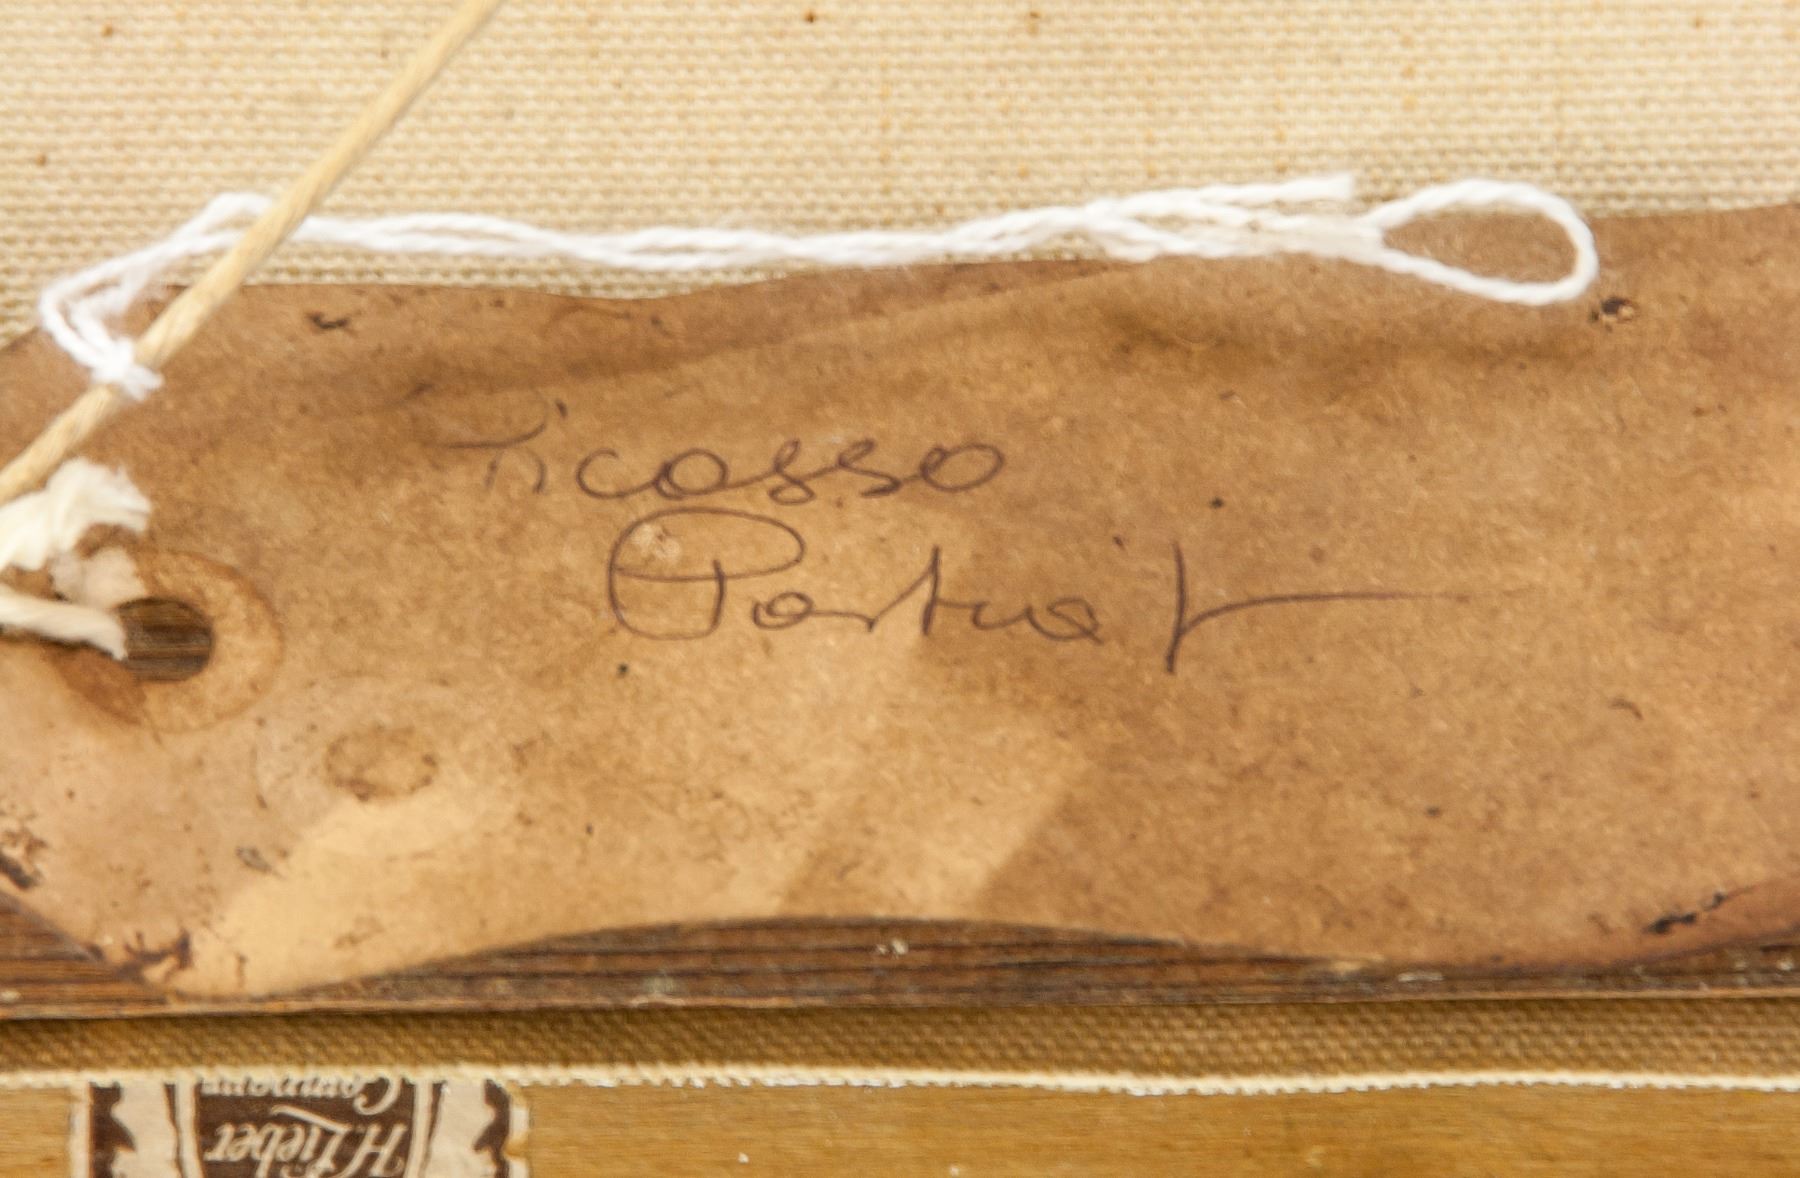 Picasso
Portrait
H. Lieber
Company